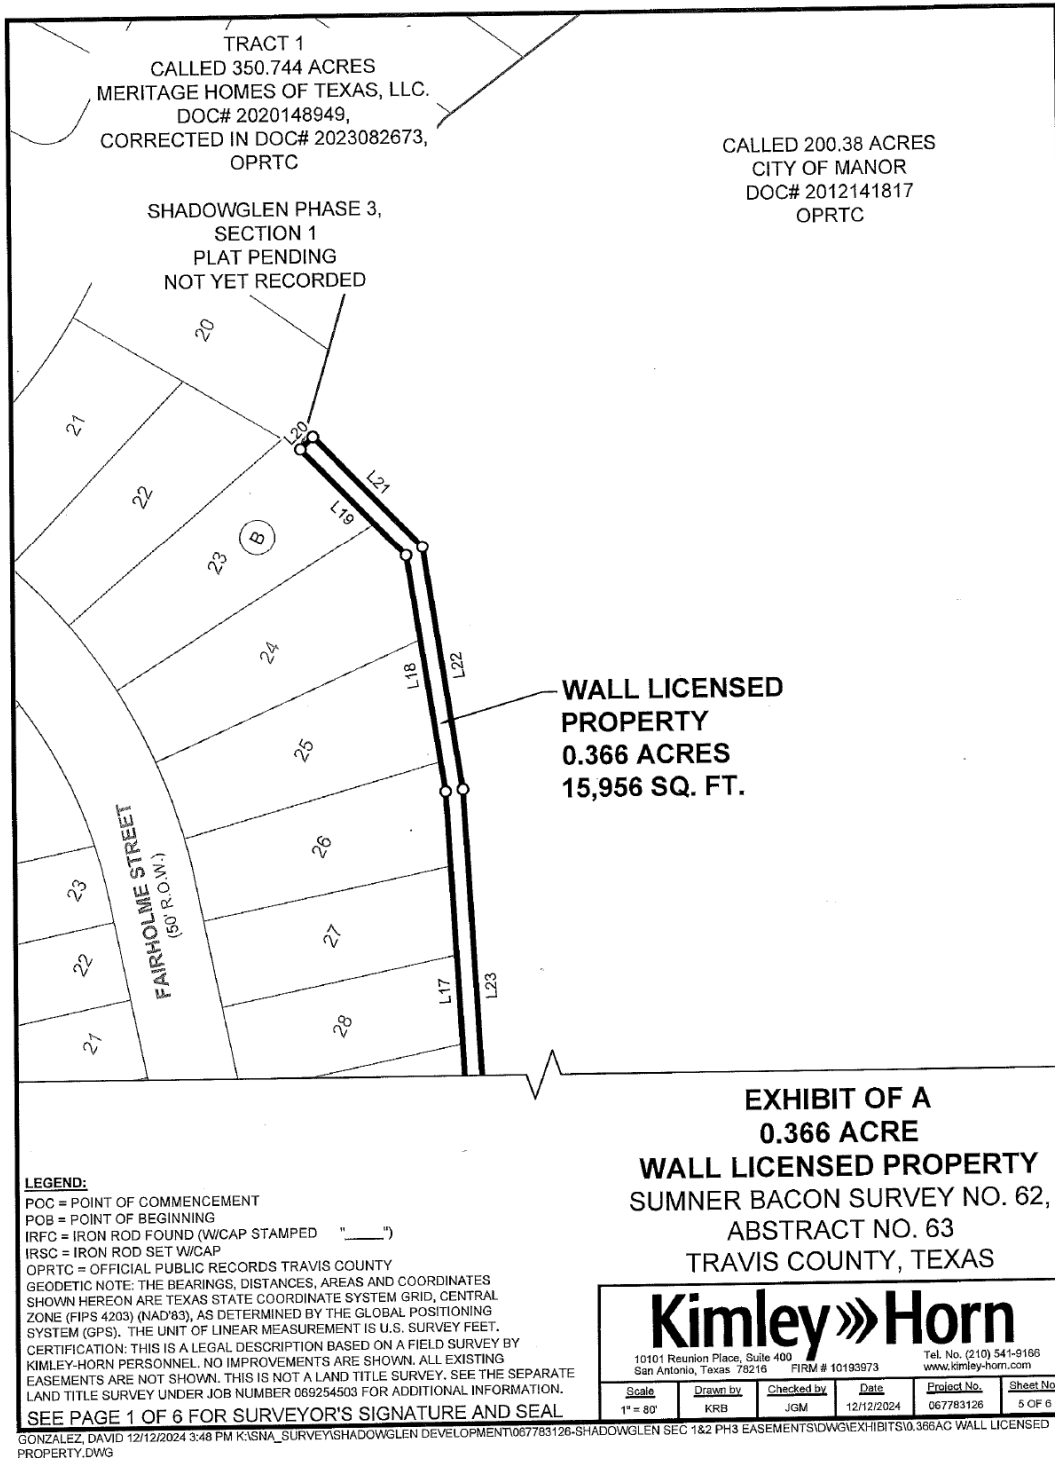 TRACT 1
CALLED 350.744 ACRES
MERITAGE HOMES OF TEXAS, LLC.
DOC# 2020148949,
CORRECTED IN DOC# 2023082673,
OPRTC
CALLED 200.38 ACRES
CITY OF MANOR
DOC# 2012141817
OPRTC
SHADOWGLEN PHASE 3,
SECTION 1
PLAT PENDING
NOT YET RECORDED
20
21
22
23
B
24
25
26
27
28
L20
L21
L19
L18
L22
L17
L23
WALL LICENSED
PROPERTY
0.366 ACRES
15,956 SQ. FT.
FAIRHOLME STREET
(50' R.O.W.)
23
22
21
EXHIBIT OF A
0.366 ACRE
WALL LICENSED PROPERTY
SUMNER BACON SURVEY NO. 62,
ABSTRACT NO. 63
TRAVIS COUNTY, TEXAS
LEGEND:
POC = POINT OF COMMENCEMENT
POB = POINT OF BEGINNING
IRFC = IRON ROD FOUND (W/CAP STAMPED "_____")
IRSC = IRON ROD SET W/CAP
OPRTC = OFFICIAL PUBLIC RECORDS TRAVIS COUNTY
GEODETIC NOTE: THE BEARINGS, DISTANCES, AREAS AND COORDINATES
SHOWN HEREON ARE TEXAS STATE COORDINATE SYSTEM GRID, CENTRAL
ZONE (FIPS 4203) (NAD'83), AS DETERMINED BY THE GLOBAL POSITIONING
SYSTEM (GPS). THE UNIT OF LINEAR MEASUREMENT IS U.S. SURVEY FEET.
CERTIFICATION: THIS IS A LEGAL DESCRIPTION BASED ON A FIELD SURVEY BY
KIMLEY-HORN PERSONNEL. NO IMPROVEMENTS ARE SHOWN. ALL EXISTING
EASEMENTS ARE NOT SHOWN. THIS IS NOT A LAND TITLE SURVEY. SEE THE SEPARATE
LAND TITLE SURVEY UNDER JOB NUMBER 069254503 FOR ADDITIONAL INFORMATION.
SEE PAGE 1 OF 6 FOR SURVEYOR'S SIGNATURE AND SEAL
Kimley»Horn
10101 Reunion Place, Suite 400
San Antonio, Texas 78216 FIRM # 10193973
Tel. No. (210) 541-9166
www.kimley-horn.com
Scale Drawn by Checked by Date Project No. Sheet No.
1" = 80' KRB JGM 12/12/2024 067783126 5 OF 6
GONZALEZ, DAVID 12/12/2024 3:48 PM K:\SNA_SURVEY\SHADOWGLEN DEVELOPMENT\067783126-SHADOWGLEN SEC 1&2 PH3 EASEMENTS\DWG\EXHIBITS\0.366AC WALL LICENSED
PROPERTY.DWG